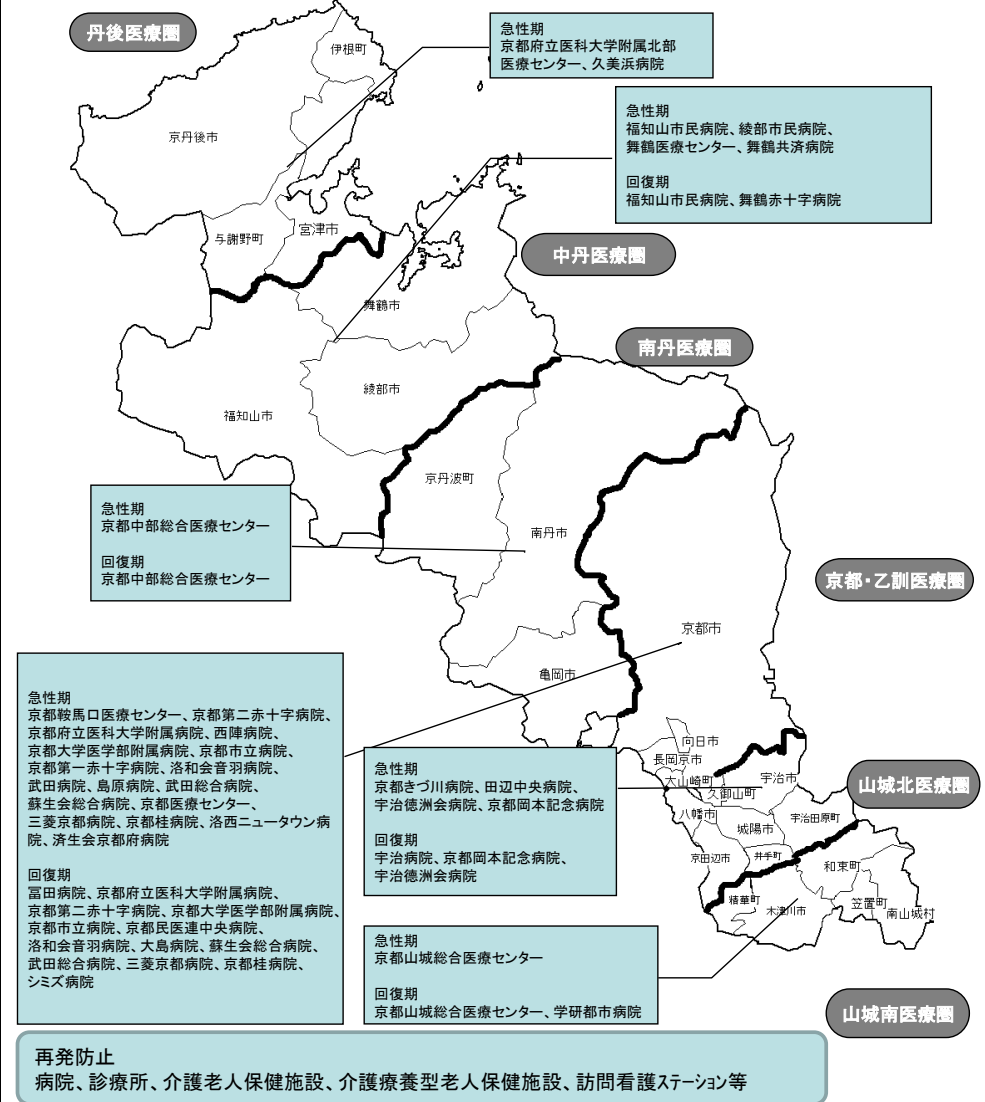 丹後医療圏
伊根町
急性期
京都府立医科大学附属北部
医療センター、久美浜病院
京丹後市
急性期
福知山市民病院、綾部市民病院、
舞鶴医療センター、舞鶴共済病院
回復期
福知山市民病院、舞鶴赤十字病院
与謝野町
宮津市
中丹医療圏
舞鶴市
南丹医療圏
綾部市
福知山市
京丹波町
急性期
京都中部総合医療センター
回復期
京都中部総合医療センター
南丹市
京都・乙訓医療圏
京都市
亀岡市
急性期
京都鞍馬口医療センター、京都第二赤十字病院、
京都府立医科大学附属病院、西陣病院、
京都大学医学部附属病院、京都市立病院、
京都第一赤十字病院、洛和会音羽病院、
武田病院、島原病院、武田総合病院、
蘇生会総合病院、京都医療センター、
三菱京都病院、京都桂病院、洛西ニュータウン病
院、済生会京都府病院
回復期
冨田病院、京都府立医科大学附属病院、
京都第二赤十字病院、京都大学医学部附属病院、
京都市立病院、京都民医連中央病院、
洛和会音羽病院、大島病院、蘇生会総合病院、
武田総合病院、三菱京都病院、京都桂病院、
シミズ病院
向日市
長岡京市
大山崎町
久御山町
宇治市
山城北医療圏
急性期
京都きづ川病院、田辺中央病院、
宇治徳洲会病院、京都岡本記念病院
回復期
宇治病院、京都岡本記念病院、
宇治徳洲会病院
八幡市
城陽市
宇治田原町
京田辺市
井手町
和束町
精華町
木津川市
笠置町
南山城村
急性期
京都山城総合医療センター
回復期
京都山城総合医療センター、学研都市病院
山城南医療圏
再発防止
病院、診療所、介護老人保健施設、介護療養型老人保健施設、訪問看護ステーション等